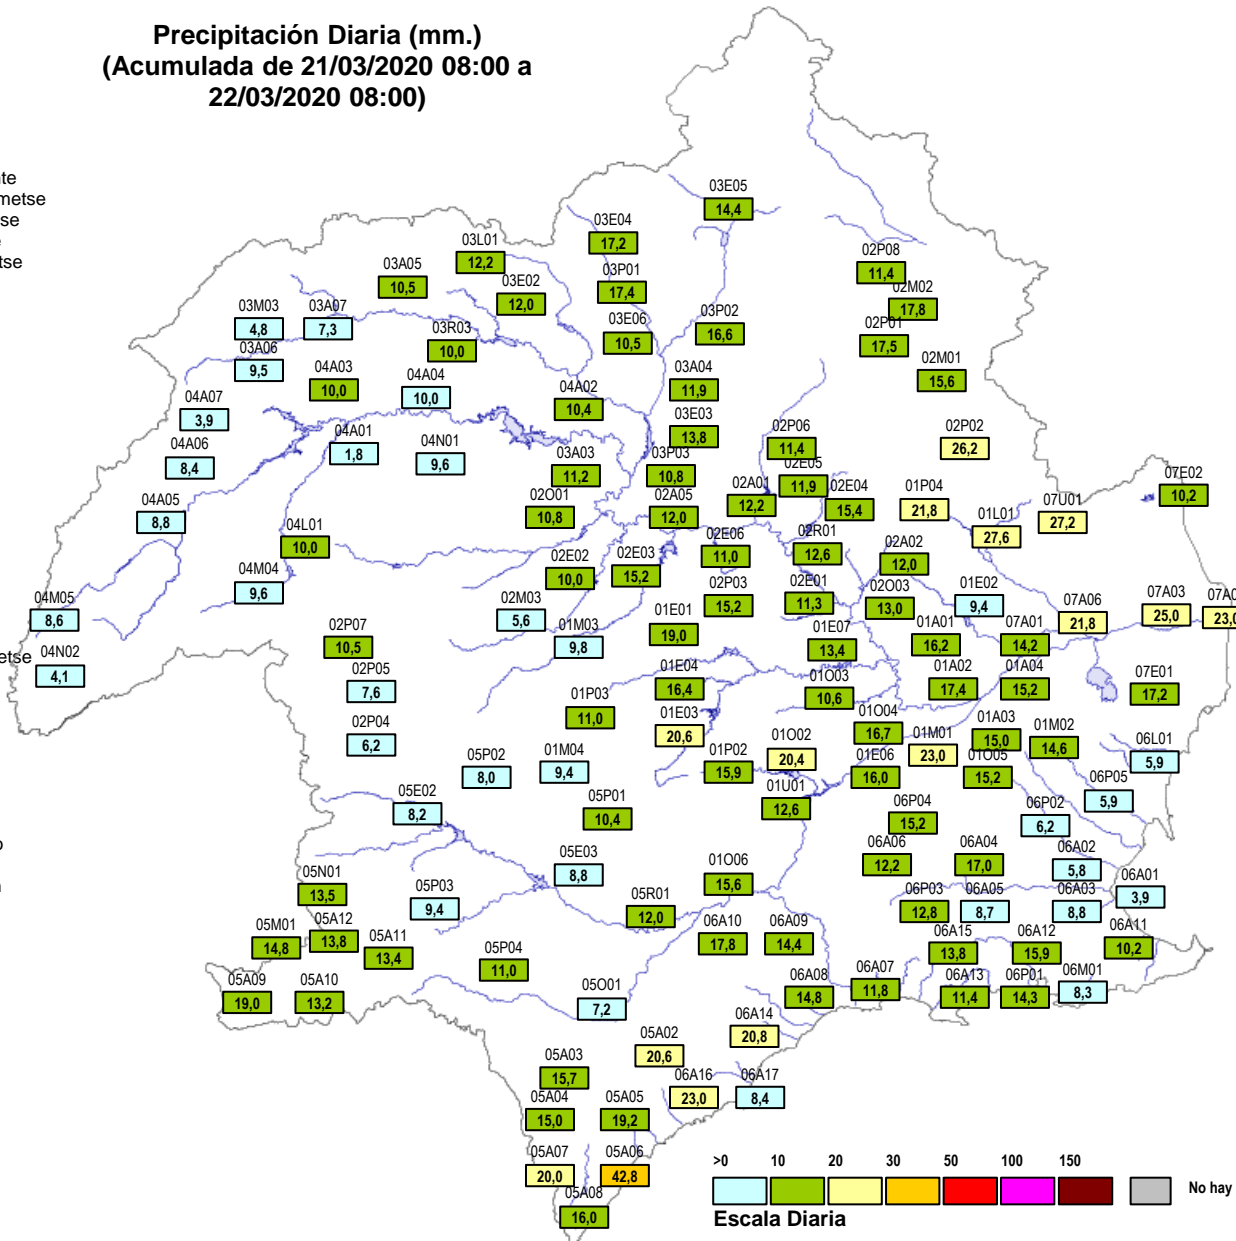 Precipitación Diaria (mm.)
(Acumulada de 21/03/2020 08:00 a
22/03/2020 08:00)
03E05
14,4
03E04
17,2
03L01
12,2
02P08
11,4
03A05
10,5
03P01
17,4
03E02
12,0
02M02
17,8
03M03
4,8
03A07
7,3
03P02
16,6
03E06
10,5
02P01
17,5
03R03
10,0
03A06
9,5
02M01
15,6
04A03
10,0
03A04
11,9
04A04
10,0
04A02
10,4
04A07
3,9
03E03
13,8
04A01
1,8
02P06
11,4
02P02
26,2
04N01
9,6
04A06
8,4
03A03
11,2
03P03
10,8
02E05
11,9
07E02
10,2
02A01
12,2
02E04
15,4
01P04
21,8
04A05
8,8
02O01
10,8
02A05
12,0
07U01
27,2
01L01
27,6
04L01
10,0
02E06
11,0
02R01
12,6
02A02
12,0
02E02
10,0
02E03
15,2
04M04
9,6
02P03
15,2
02E01
11,3
02O03
13,0
01E02
9,4
04M05
8,6
02M03
5,6
07A06
21,8
07A03
25,0
07A0
23,0
01E01
19,0
02P07
10,5
01M03
9,8
01E07
13,4
01A01
16,2
07A01
14,2
etse
04N02
4,1
02P05
7,6
01E04
16,4
01O03
10,6
01A02
17,4
01A04
15,2
07E01
17,2
01P03
11,0
01E03
20,6
01O04
16,7
02P04
6,2
01O02
20,4
01M01
23,0
01A03
15,0
01M02
14,6
06L01
5,9
05P02
8,0
01M04
9,4
01P02
15,9
01E06
16,0
01O05
15,2
05E02
8,2
05P01
10,4
01U01
12,6
06P05
5,9
06P04
15,2
06P02
6,2
05E03
8,8
06A06
12,2
06A04
17,0
06A02
5,8
05N01
13,5
05P03
9,4
01O06
15,6
06P03
12,8
06A05
8,7
06A03
8,8
06A01
3,9
05R01
12,0
05M01
14,8
05A12
13,8
05A11
13,4
06A10
17,8
06A09
14,4
06A15
13,8
06A12
15,9
06A11
10,2
05P04
11,0
05A09
19,0
05A10
13,2
05O01
7,2
06A08
14,8
06A07
11,8
06A13
11,4
06P01
14,3
06M01
8,3
05A02
20,6
06A14
20,8
05A03
15,7
06A16
23,0
06A17
8,4
05A04
15,0
05A05
19,2
05A07
20,0
05A06
42,8
05A08
16,0
>0 10 20 30 50 100 150
No hay
Escala Diaria